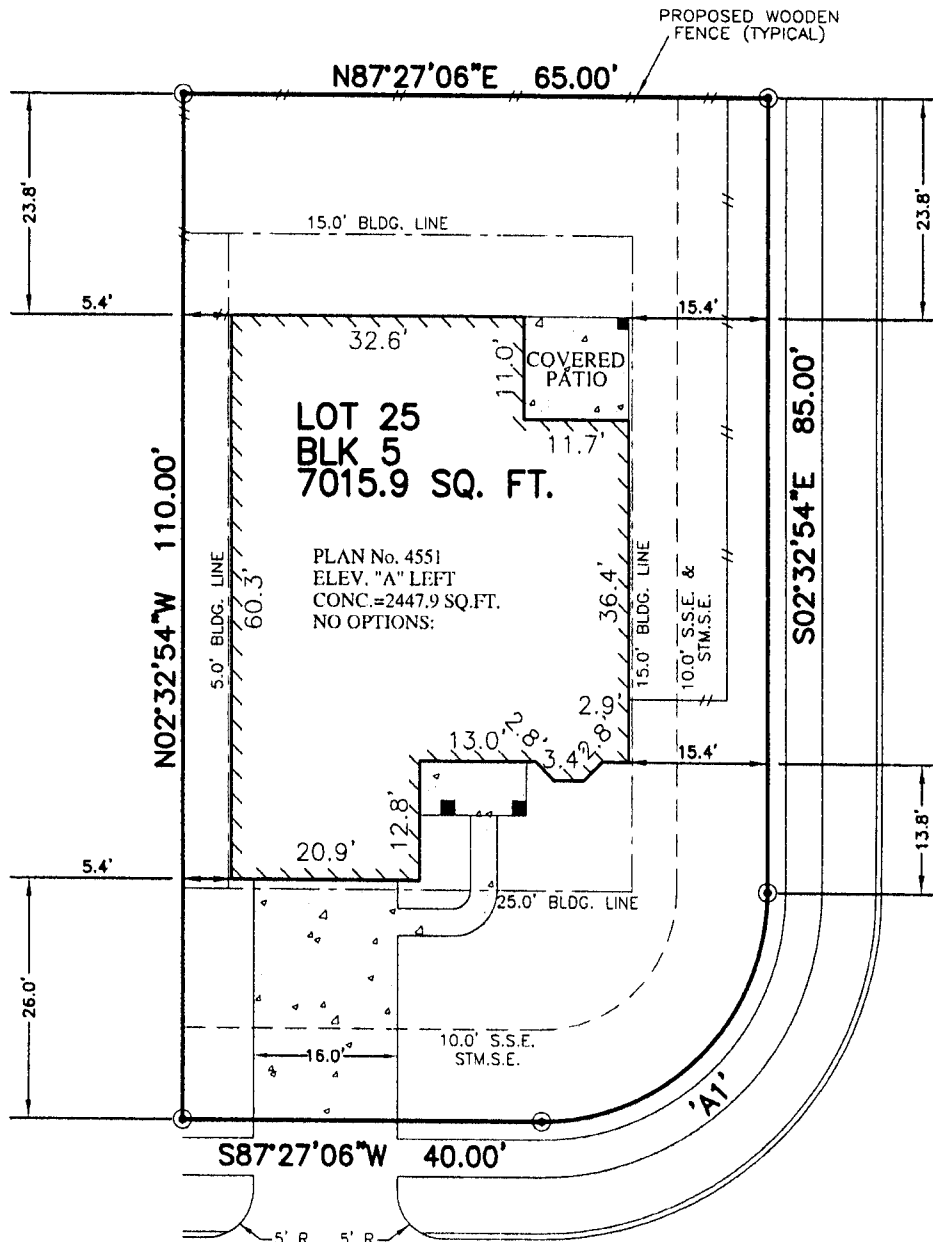 PROPOSED WOODEN
FENCE (TYPICAL)
N87°27'06"E 65.00'
23.8'
23.8'
15.0' BLDG. LINE
5.4'
15.4'
32.6'
11.0'
COVERED
PATIO
11.7'
LOT 25
BLK 5
7015.9 SQ. FT.
N02°32'54"W 110.00'
S02°32'54"E 85.00'
PLAN No. 4551
ELEV. "A" LEFT
CONC.=2447.9 SQ.FT.
NO OPTIONS:
5.0' BLDG. LINE
60.3'
36.4'
15.0' BLDG. LINE
10.0' S.S.E. &
STM.S.E.
2.9'
13.0'
2.8'
3.4'
2.8'
15.4'
12.8'
13.8'
20.9'
5.4'
25.0' BLDG. LINE
26.0'
10.0' S.S.E.
STM.S.E.
16.0'
'A1'
S87°27'06"W 40.00'
5' R
5' R